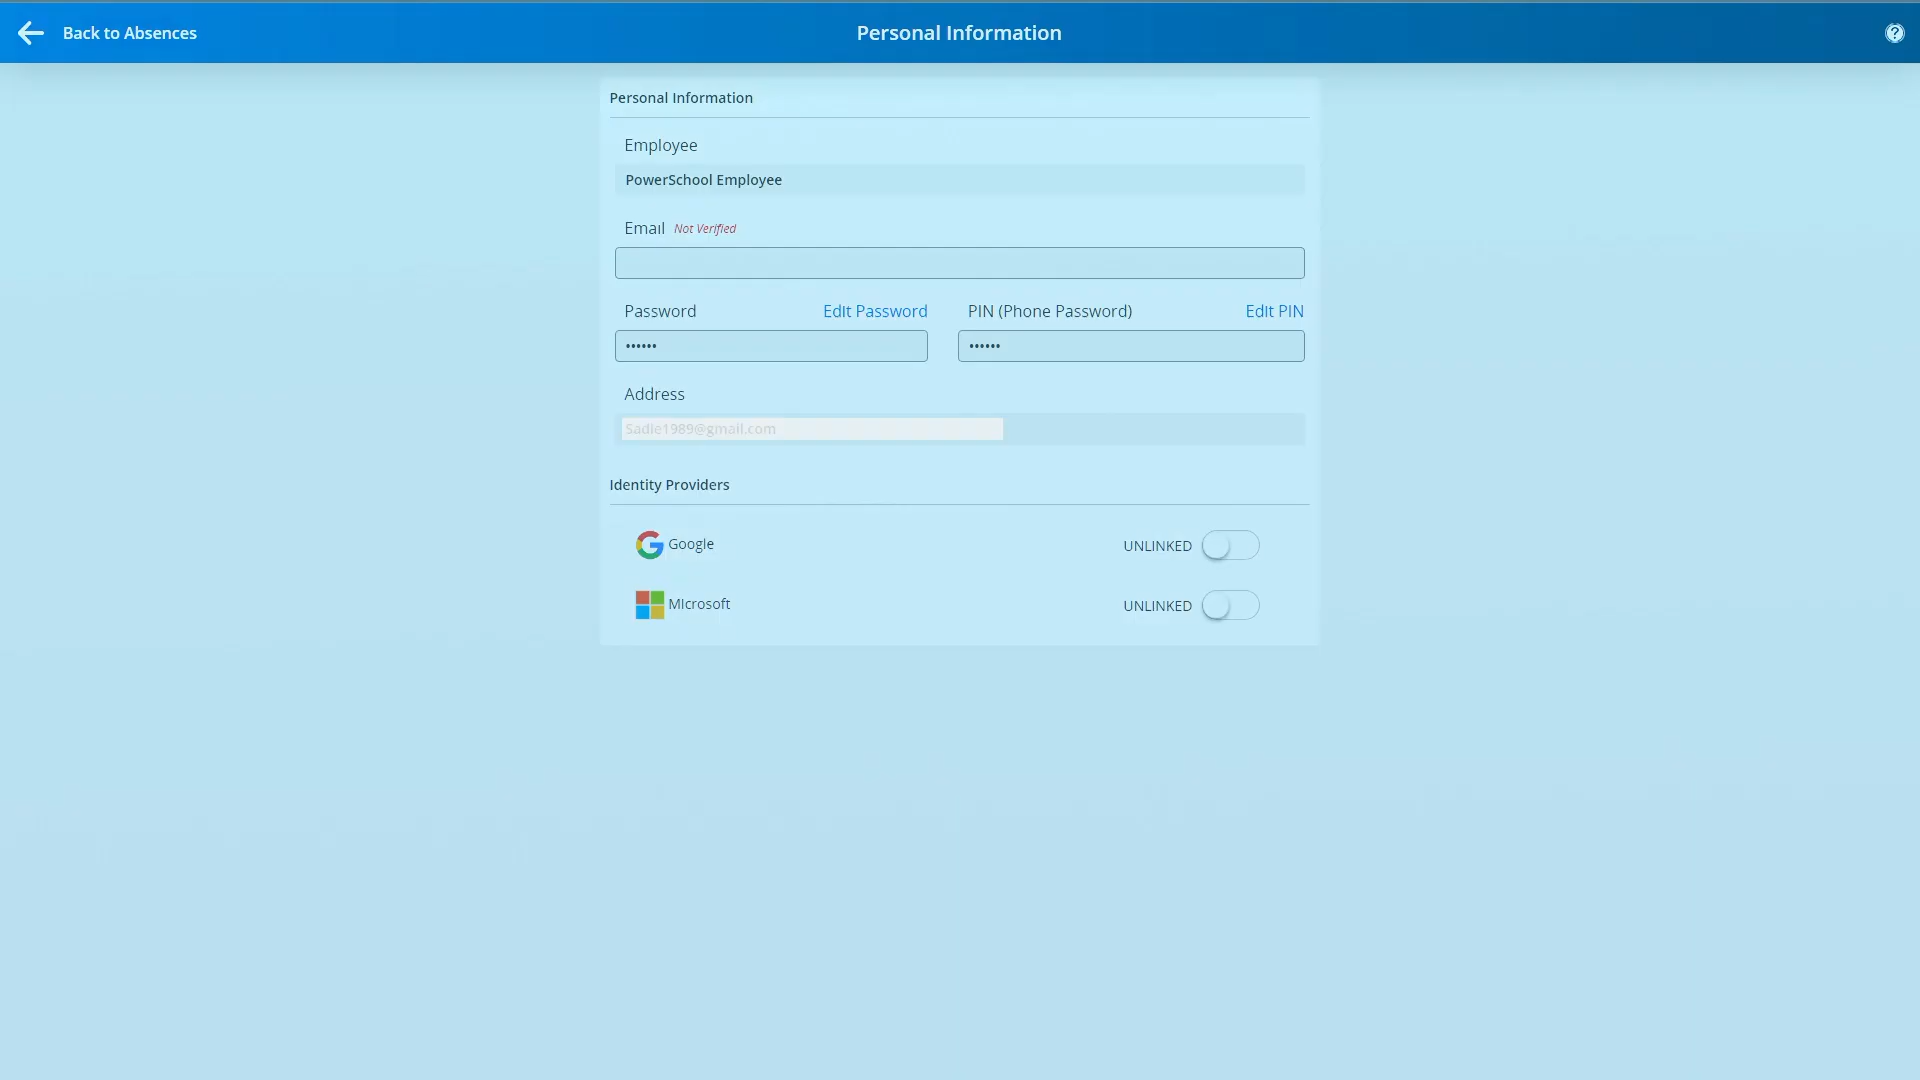 Back to Absences
Personal Information
Personal Information
Employee
PowerSchool Employee
Email Not Verified
Password Edit Password PIN (Phone Password) Edit PIN
•••••• ••••••
Address
Sadie1989@gmail.com
Identity Providers
Google UNLINKED
Microsoft UNLINKED